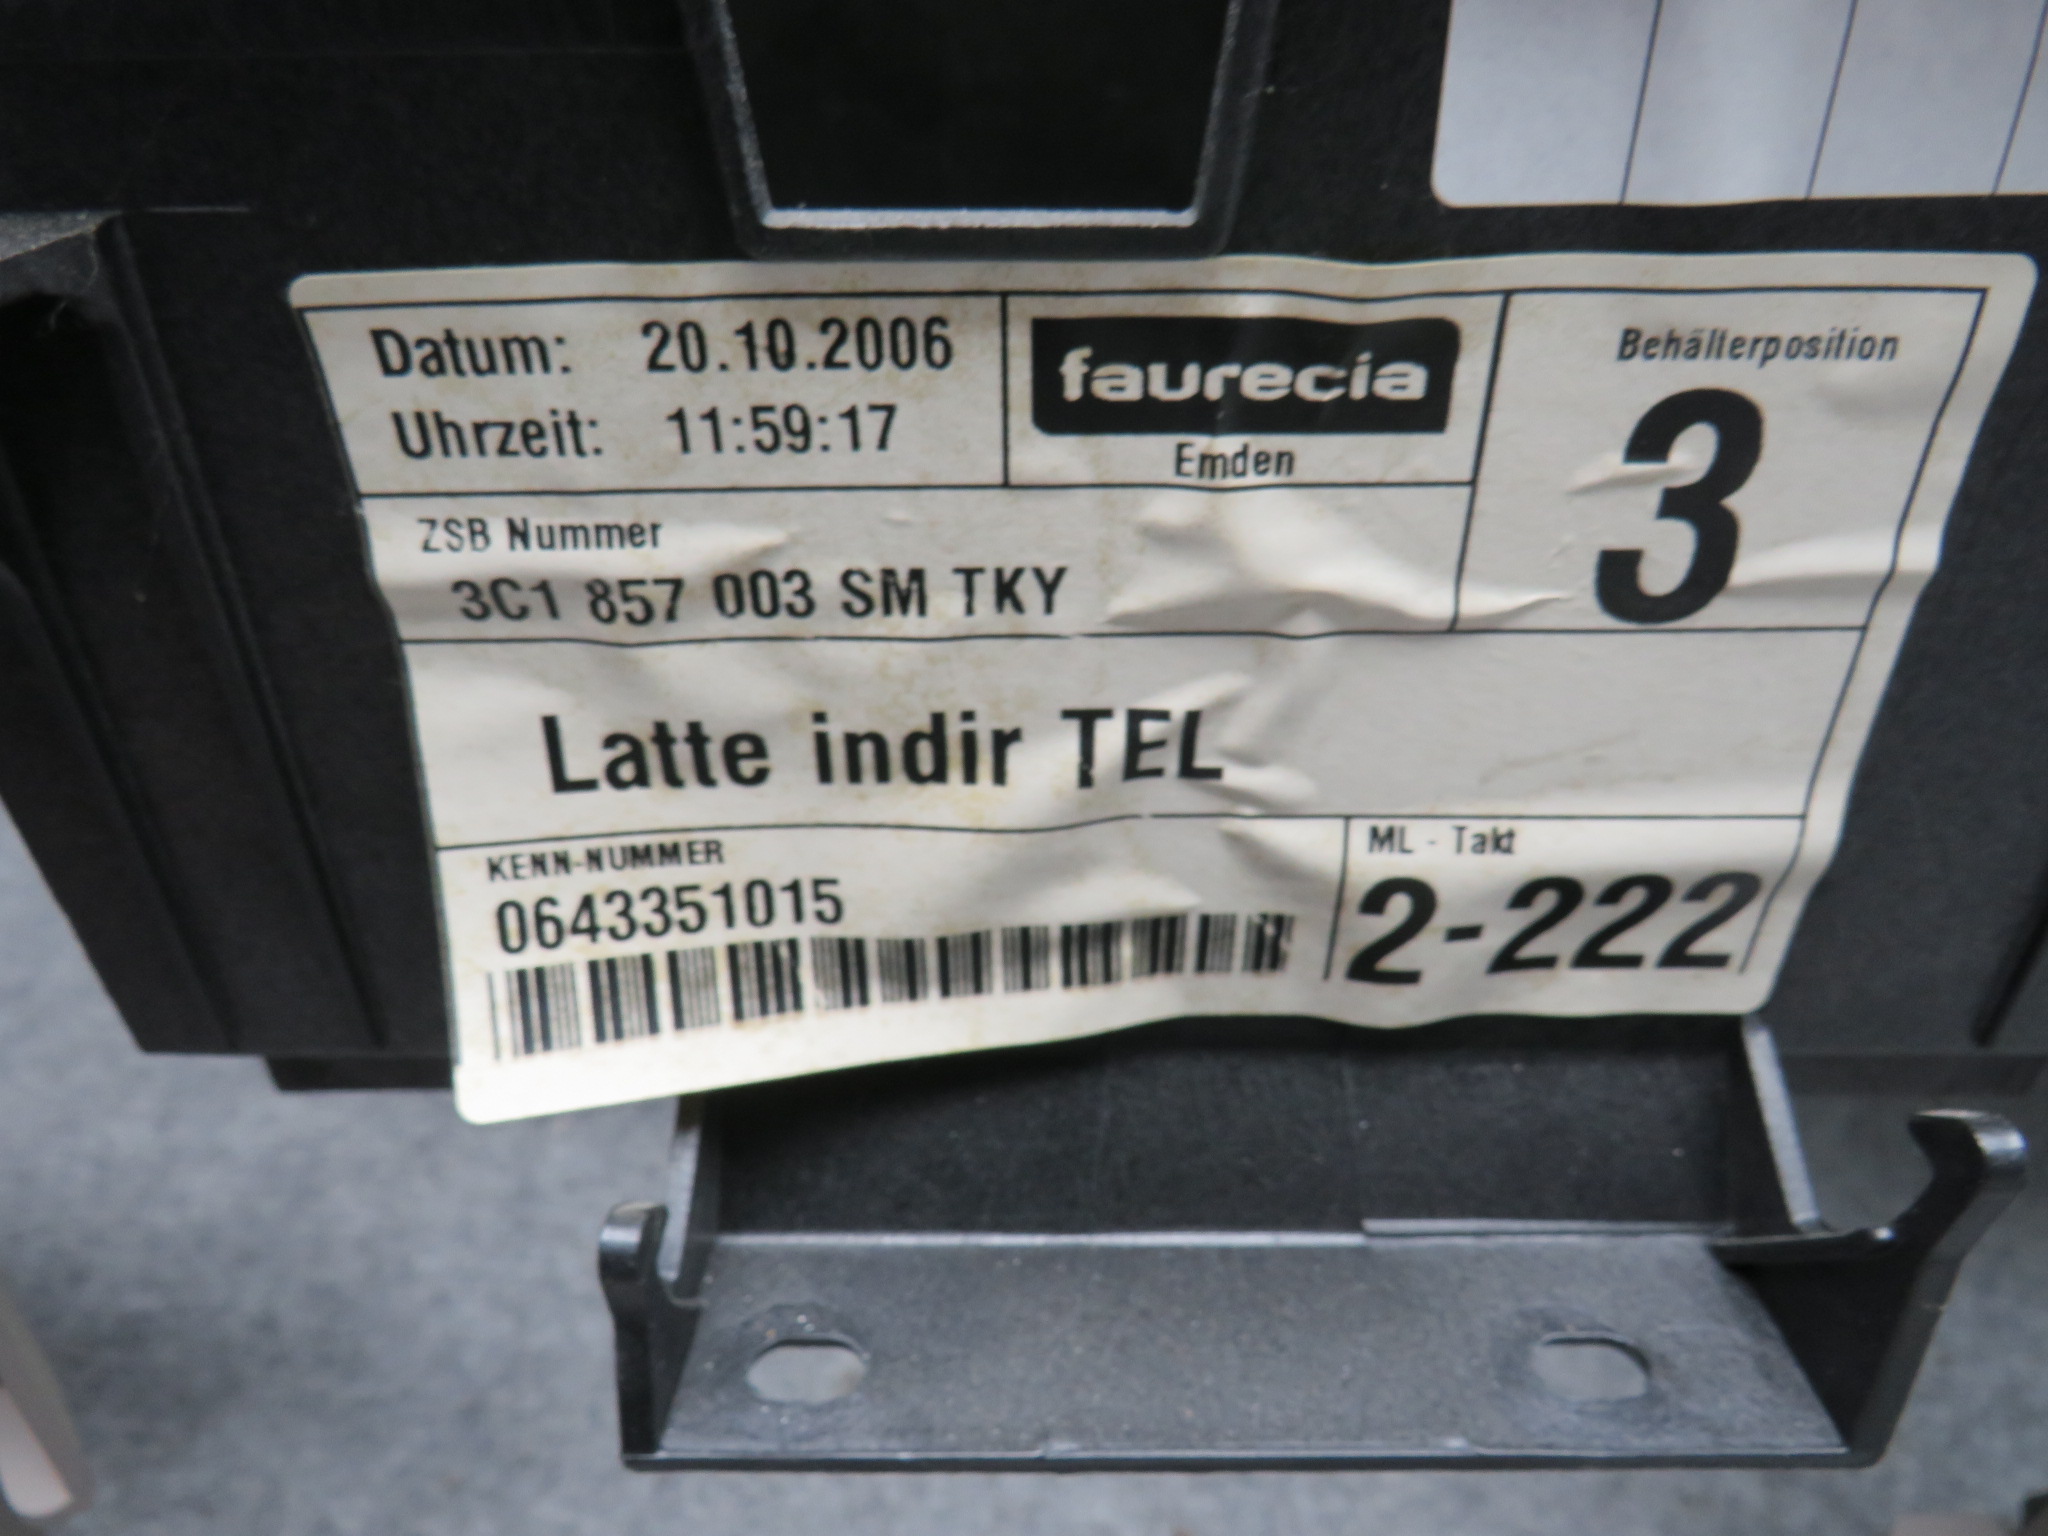 Datum: 20.10.2006
Uhrzeit: 11:59:17
faurecia
Emden
Behälterposition
3
ZSB Nummer
3C1 857 003 SM TKY
Latte indir TEL
KENN-NUMMER
0643351015
ML - Takt
2-222